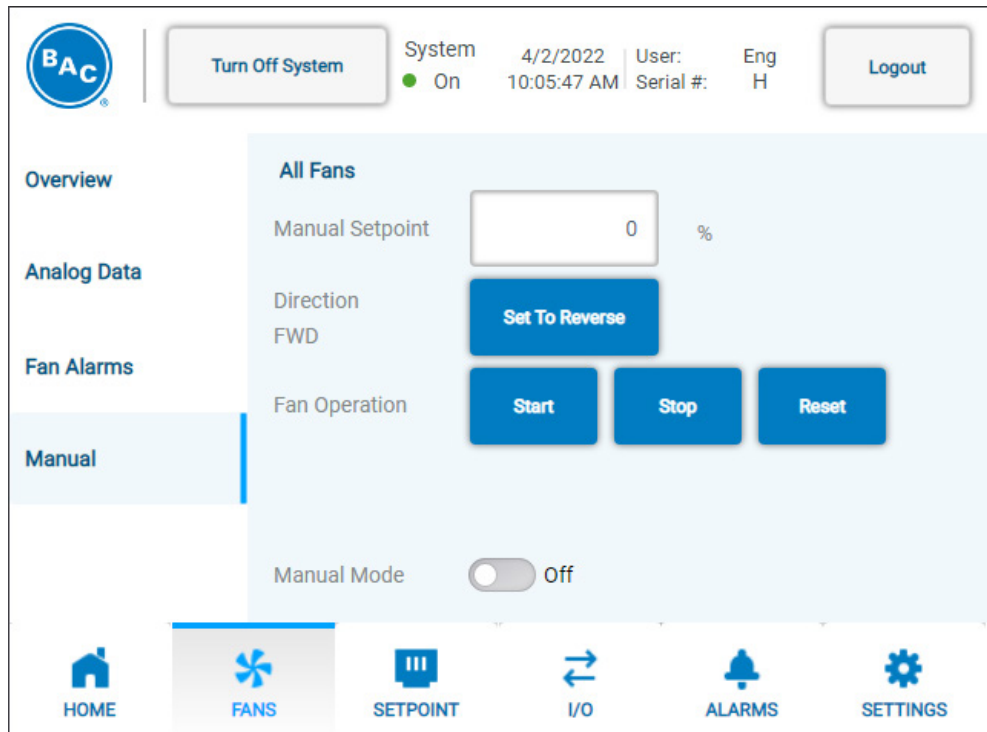 BAC
®
Turn Off System
System
On
4/2/2022
10:05:47 AM
User: Eng
Serial #: H
Logout
Overview
Analog Data
Fan Alarms
Manual
All Fans
Manual Setpoint 0 %
Direction
FWD
Set To Reverse
Fan Operation Start Stop Reset
Manual Mode Off
HOME FANS SETPOINT I/O ALARMS SETTINGS